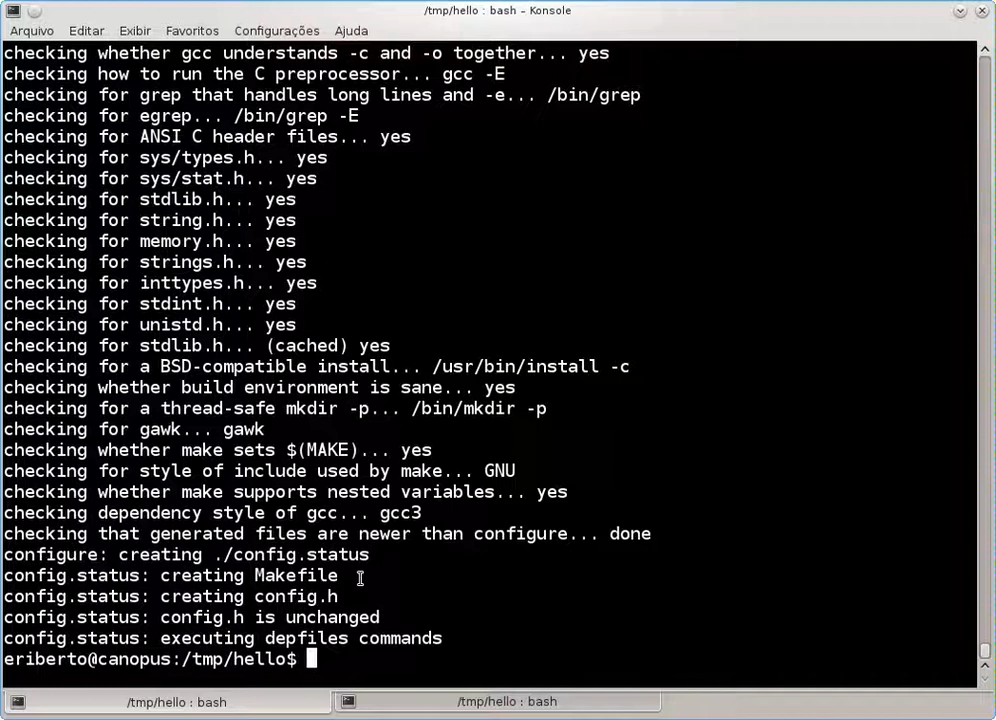 /tmp/hello : bash – Konsole
Arquivo Editar Exibir Favoritos Configurações Ajuda
checking whether gcc understands -c and -o together... yes
checking how to run the C preprocessor... gcc -E
checking for grep that handles long lines and -e... /bin/grep
checking for egrep... /bin/grep -E
checking for ANSI C header files... yes
checking for sys/types.h... yes
checking for sys/stat.h... yes
checking for stdlib.h... yes
checking for string.h... yes
checking for memory.h... yes
checking for strings.h... yes
checking for inttypes.h... yes
checking for stdint.h... yes
checking for unistd.h... yes
checking for stdlib.h... (cached) yes
checking for a BSD-compatible install... /usr/bin/install -c
checking whether build environment is sane... yes
checking for a thread-safe mkdir -p... /bin/mkdir -p
checking for gawk... gawk
checking whether make sets $(MAKE)... yes
checking for style of include used by make... GNU
checking whether make supports nested variables... yes
checking dependency style of gcc... gcc3
checking that generated files are newer than configure... done
configure: creating ./config.status
config.status: creating Makefile
config.status: creating config.h
config.status: config.h is unchanged
config.status: executing depfiles commands
eriberto@canopus:/tmp/hello$
/tmp/hello : bash /tmp/hello : bash